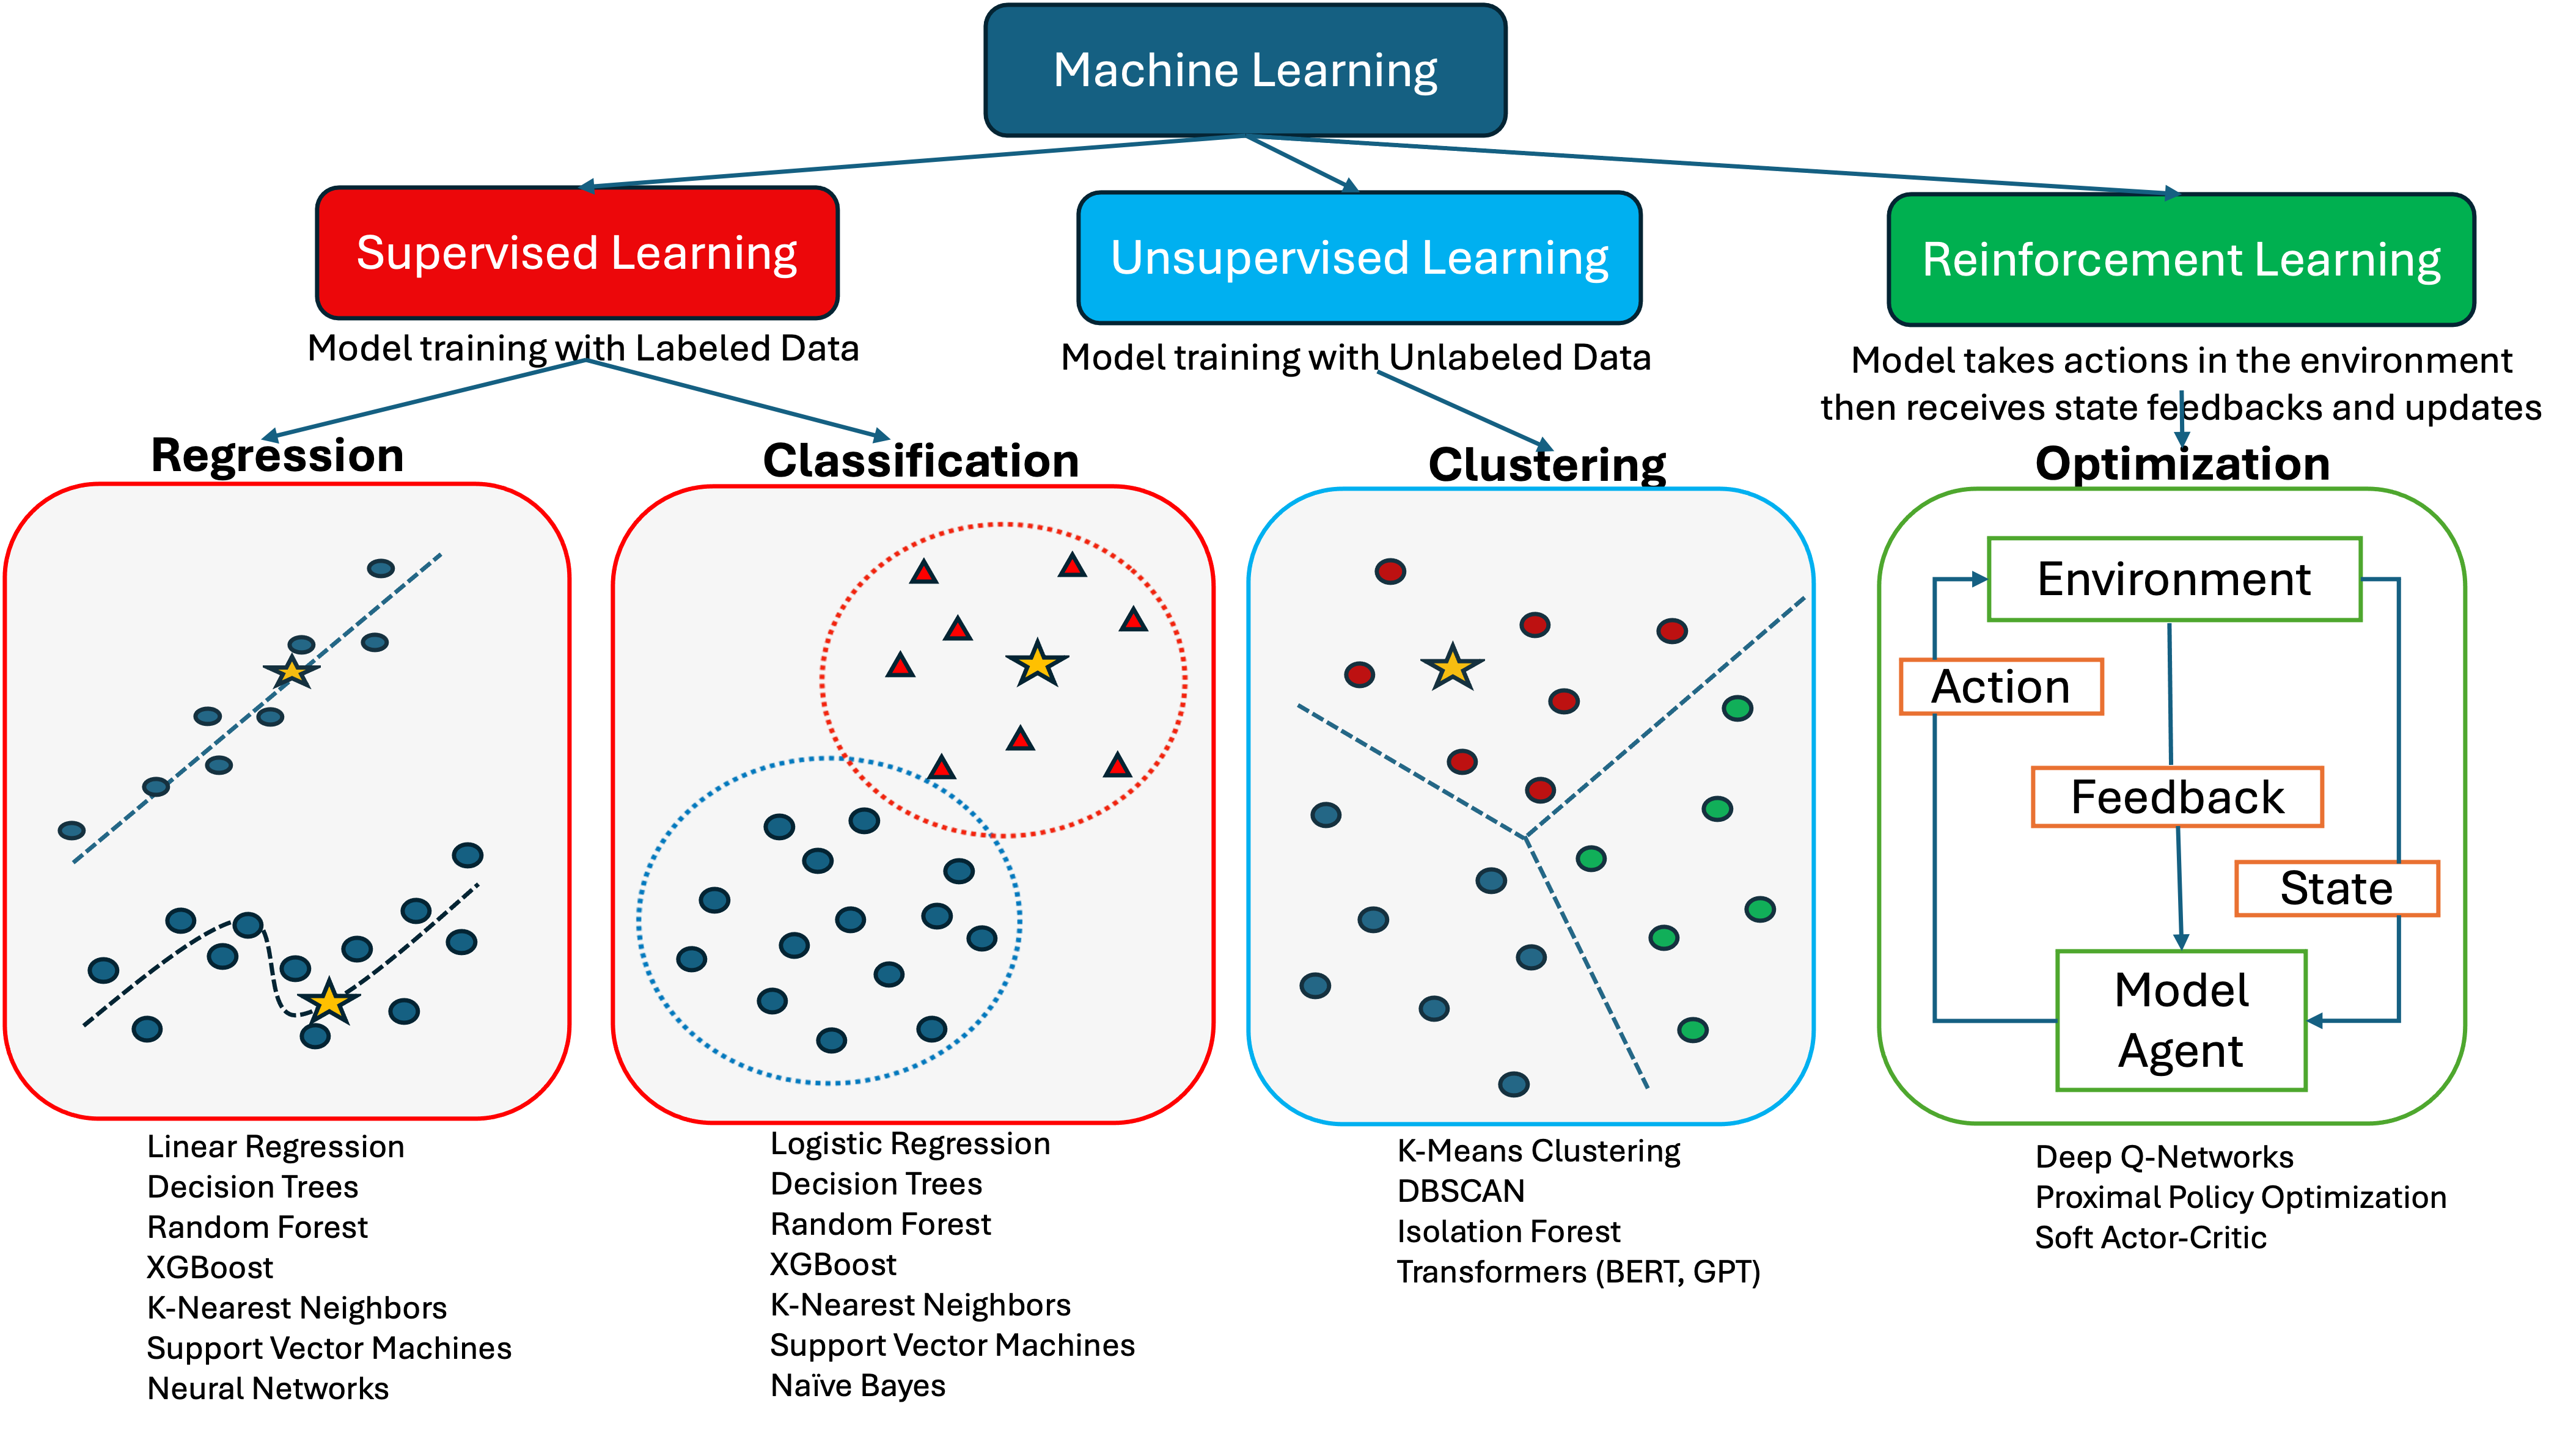 Machine Learning
Supervised Learning
Model training with Labeled Data
Unsupervised Learning
Model training with Unlabeled Data
Reinforcement Learning
Model takes actions in the environment
then receives state feedbacks and updates
Regression
Linear Regression
Decision Trees
Random Forest
XGBoost
K-Nearest Neighbors
Support Vector Machines
Neural Networks
Classification
Logistic Regression
Decision Trees
Random Forest
XGBoost
K-Nearest Neighbors
Support Vector Machines
Naïve Bayes
Clustering
K-Means Clustering
DBSCAN
Isolation Forest
Transformers (BERT, GPT)
Optimization
Environment
Action
Feedback
State
Model
Agent
Deep Q-Networks
Proximal Policy Optimization
Soft Actor-Critic